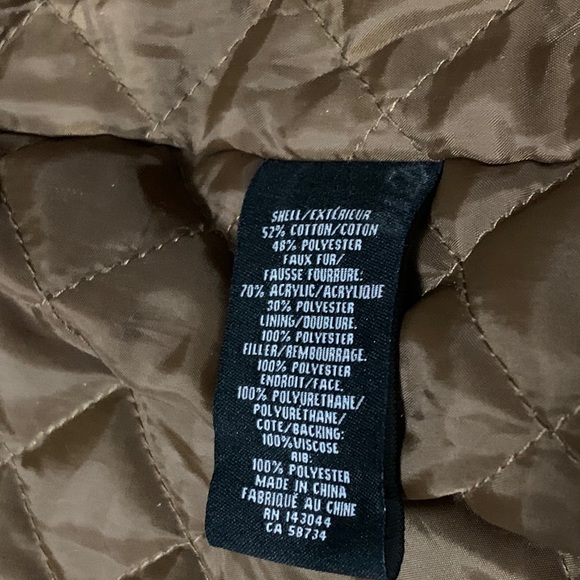 SHELL/EXTÉRIEUR
52% COTTON/COTON
48% POLYESTER
FAUX FUR/
FAUSSE FOURRURE:
70% ACRYLIC/ACRYLIQUE
30% POLYESTER
LINING/DOUBLURE.
100% POLYESTER
FILLER/REMBOURRAGE.
100% POLYESTER
ENDROIT/FACE.
100% POLYURETHANE/
POLYURÉTHANE/
COTE/BACKING:
100%VISCOSE
RIB:
100% POLYESTER
MADE IN CHINA
FABRIQUÉ AU CHINE
RN 143044
CA 58734